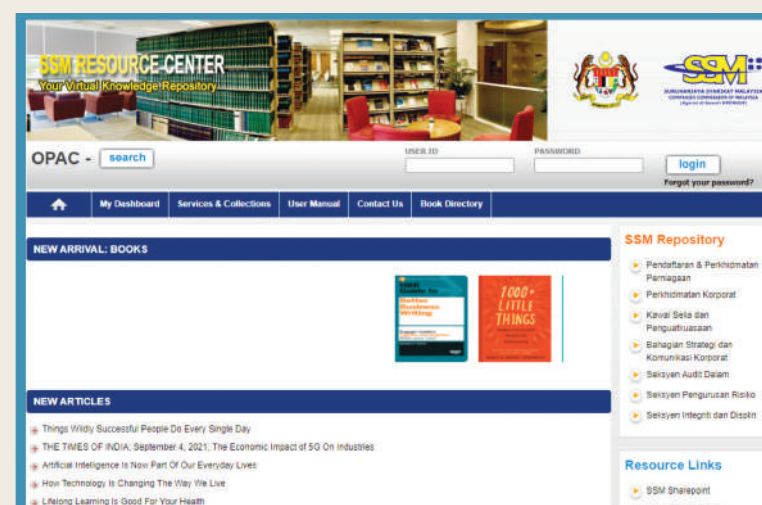 SSM RESOURCE CENTER
Your Virtual Knowledge Repository
SSM
SURUHANJAYA SYARIKAT MALAYSIA
COMPANIES COMMISSION OF MALAYSIA
OPAC - search
USER ID
PASSWORD
login
Forgot your password?
My Dashboard
Services & Collections
User Manual
Contact Us
Book Directory
NEW ARRIVAL: BOOKS
Guide to
Better
Business
Writing
1000+
LITTLE
THINGS
NEW ARTICLES
Things Wildly Successful People Do Every Single Day
THE TIMES OF INDIA; September 4, 2021; The Economic Impact of 5G On Industries
Artificial Intelligence Is Now Part Of Our Everyday Lives
How Technology Is Changing The Way We Live
Lifelong Learning Is Good For Your Health
SSM Repository
Pendaftaran & Perkhidmatan
Perniagaan
Perkhidmatan Korporat
Kawal Selia dan
Penguatkuasaan
Bahagian Strategi dan
Komunikasi Korporat
Seksyen Audit Dalam
Seksyen Pengurusan Risiko
Seksyen Integriti dan Disiplin
Resource Links
SSM Sharepoint